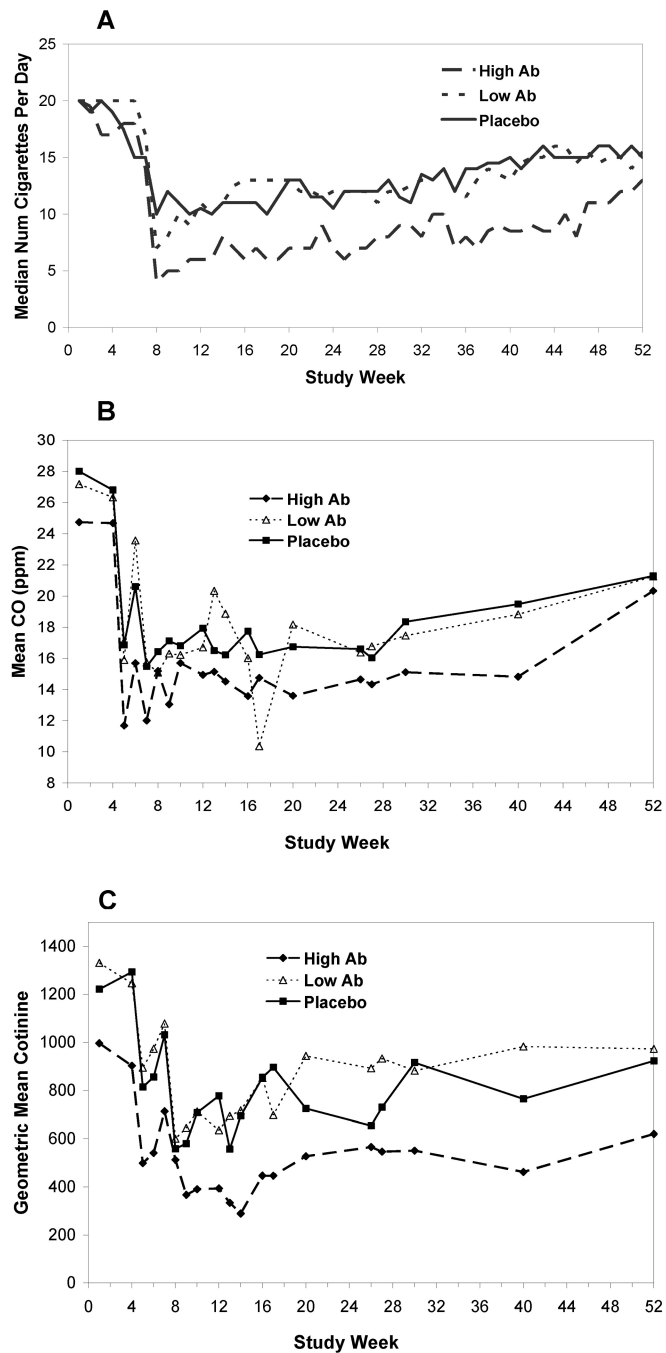 A
Median Num Cigarettes Per Day
25
20
15
10
5
0
High Ab
Low Ab
Placebo
0 4 8 12 16 20 24 28 32 36 40 44 48 52
Study Week
B
Mean CO (ppm)
30
28
26
24
22
20
18
16
14
12
10
8
High Ab
Low Ab
Placebo
0 4 8 12 16 20 24 28 32 36 40 44 48 52
Study Week
C
Geometric Mean Cotinine
1400
1200
1000
800
600
400
200
0
High Ab
Low Ab
Placebo
0 4 8 12 16 20 24 28 32 36 40 44 48 52
Study Week